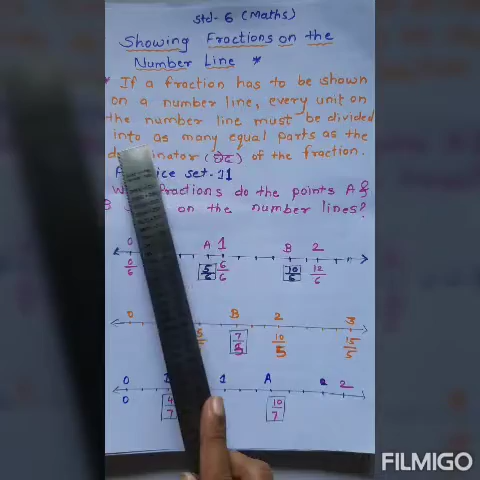 Std-6 (Maths)
Showing Fractions on the
Number Line *
* If a fraction has to be shown
on a number line, every unit on
the number line must be divided
into as many equal parts as the
of the fraction.
(छेद)
set-11
fractions do the points A &
B on the number lines?
0 A 1 B 2
0/6 5/6 6/6 10/6 12/6
0 B 2 3
7/5 10/5 15/5
0 1 A 2
0 4/7 10/7
FILMIGO